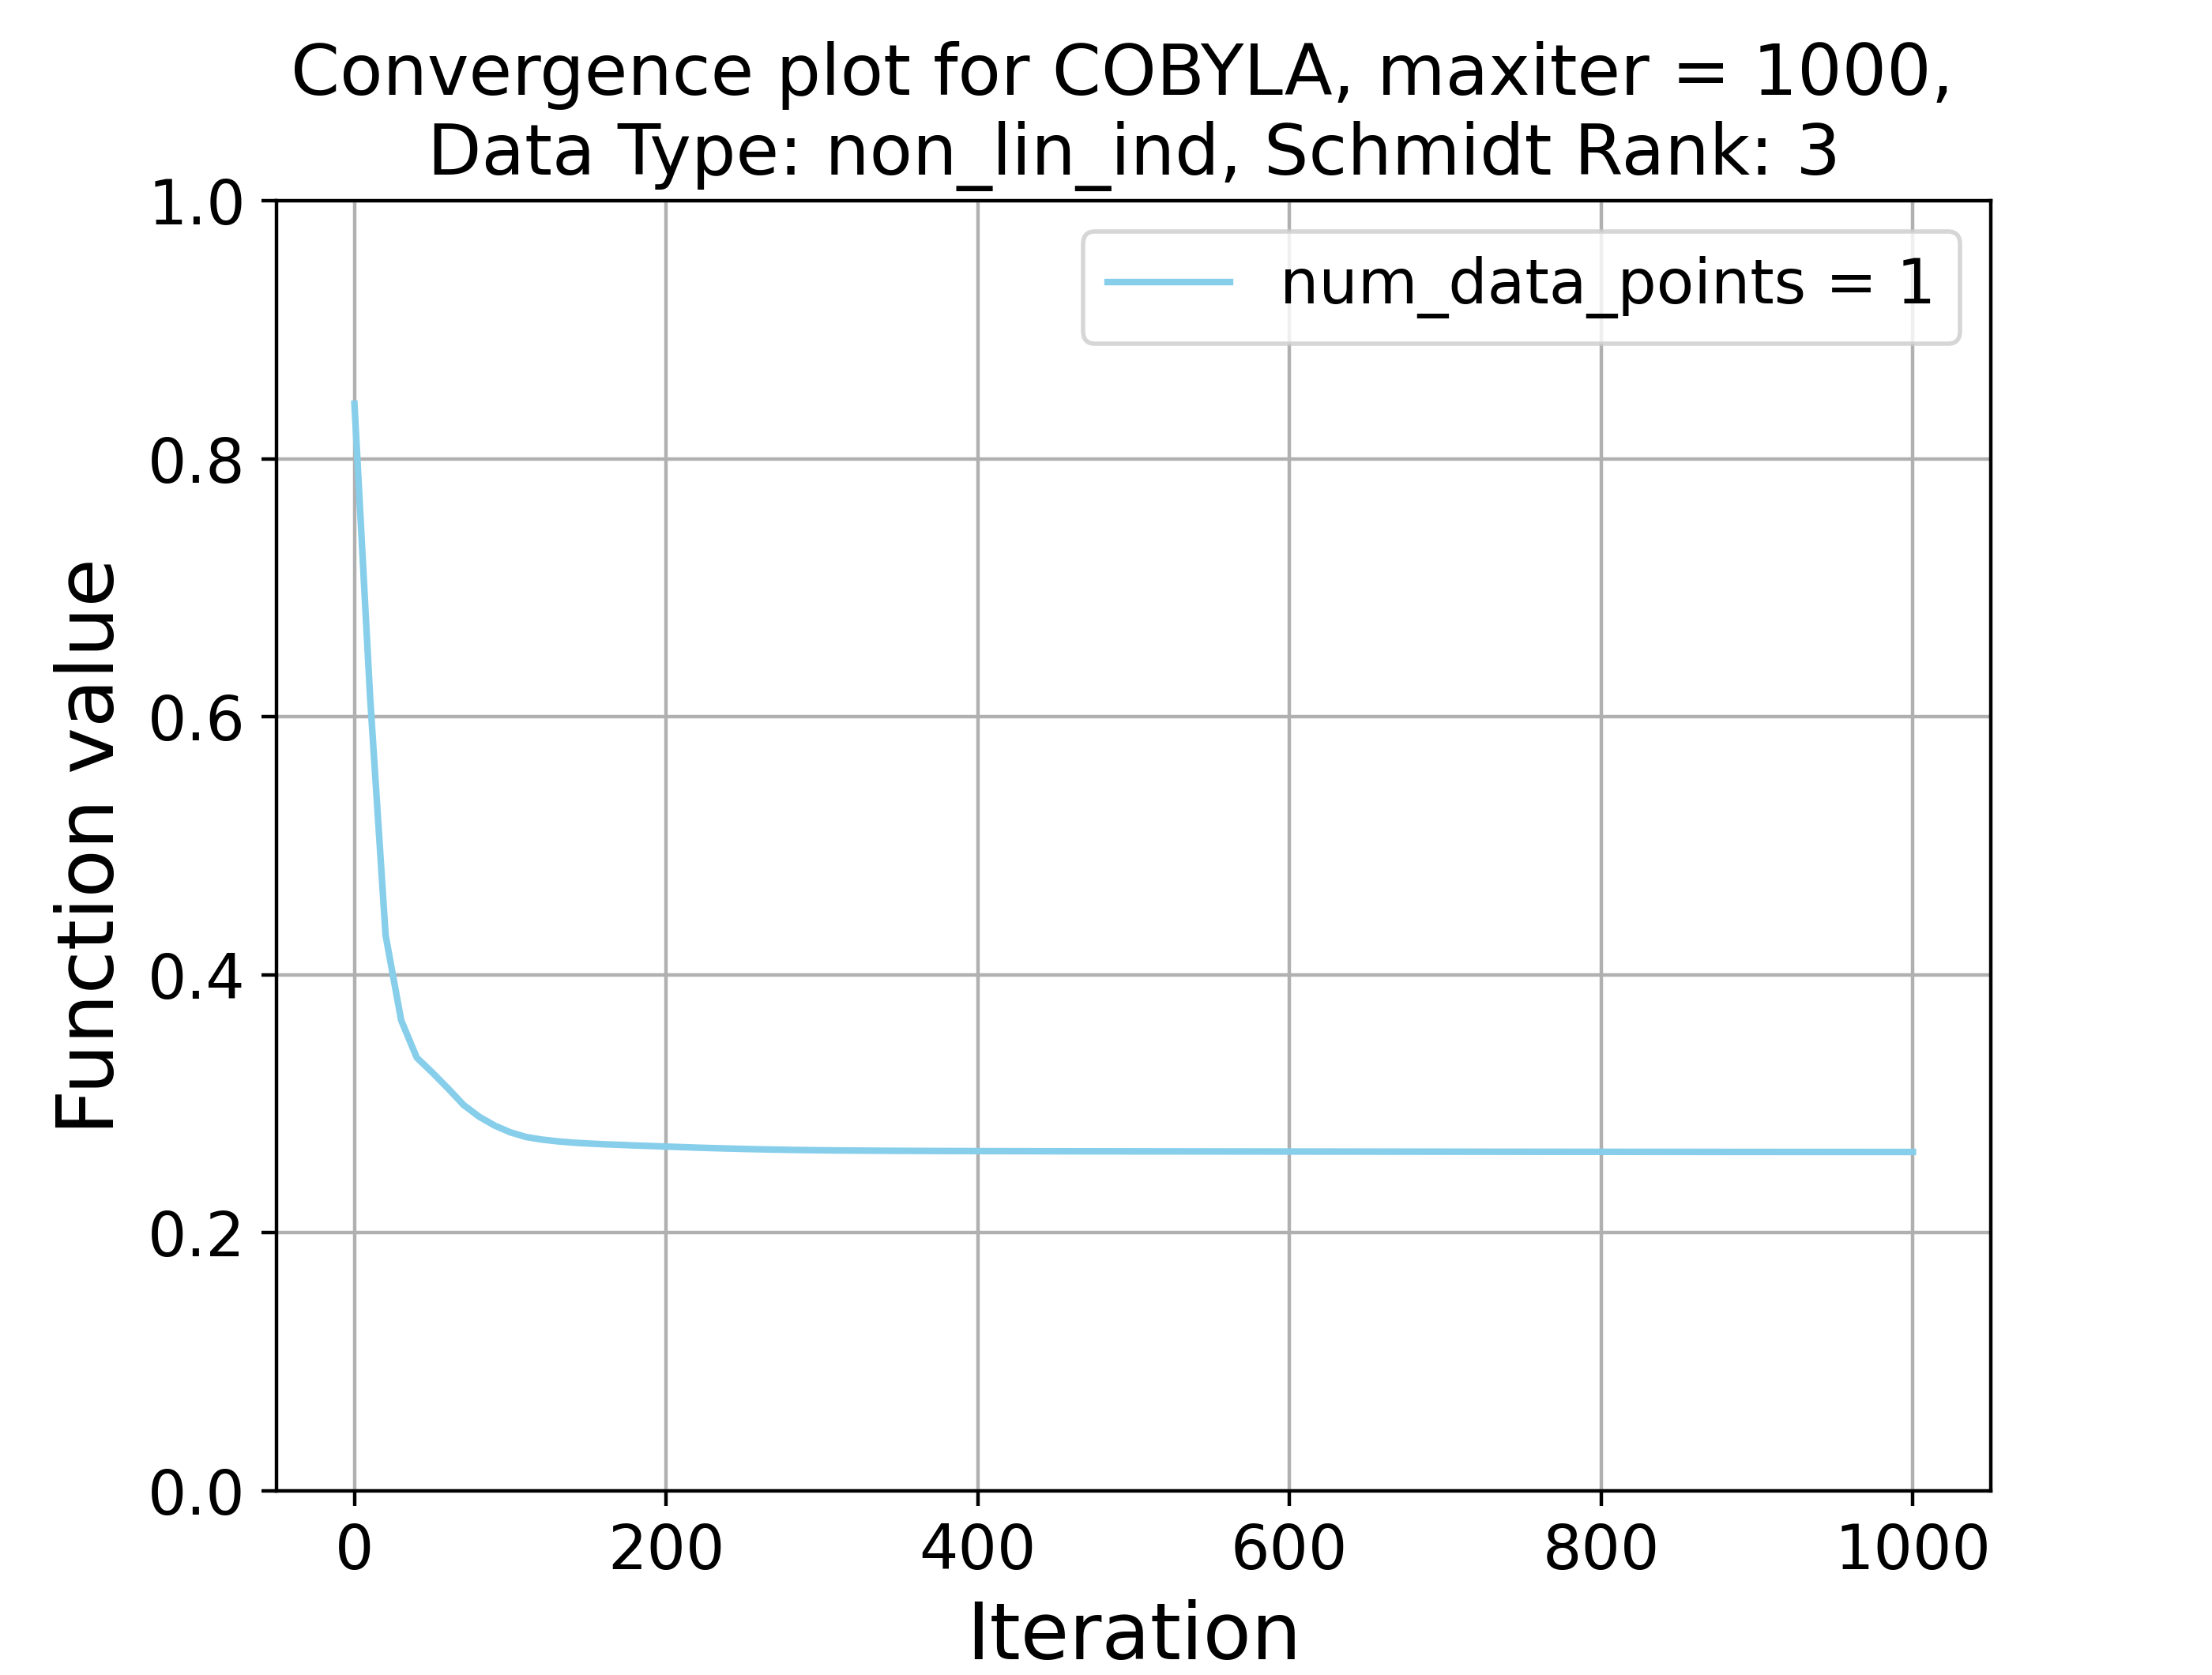 Convergence plot for COBYLA, maxiter = 1000,
Data Type: non_lin_ind, Schmidt Rank: 3
num_data_points = 1
Function value
1.0
0.8
0.6
0.4
0.2
0.0
0 200 400 600 800 1000
Iteration